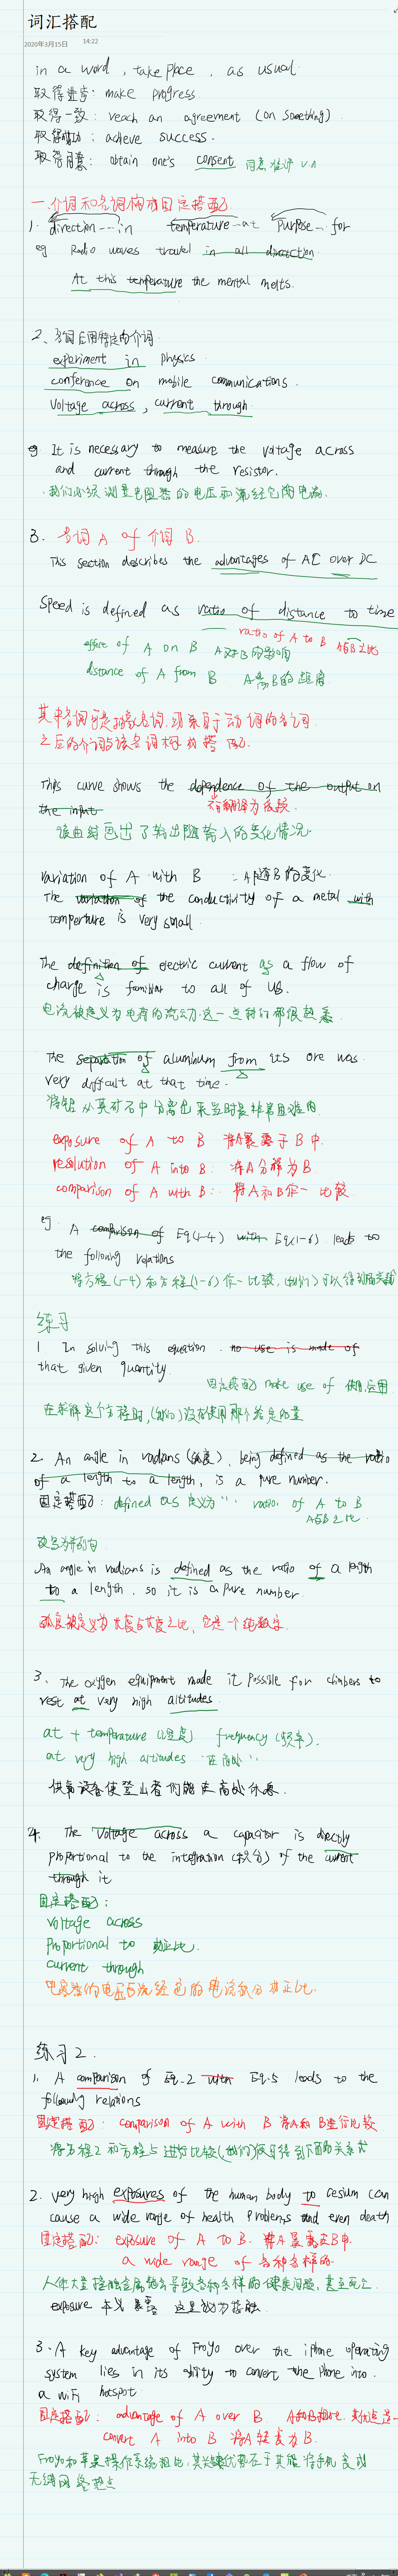 词汇搭配
2020年3月15日 14:22
in a word , take place , as usual
取得进步: make progress
取得一致: reach an agreement (on something)
取得成功: achieve success.
取得同意: obtain one's consent 同意
一.介词和名词构成固定搭配
1. direction---in temperature---at Purpose---for
eg Radio waves travel in all direction
At this temperature the mental melts.
2、名词后用特定的介词
experiment in physics
conference on mobile communications.
Voltage across , current through
eg It is necessary to measure the voltage across
and current through the resistor.
我们必须测量电阻器的电压和流经它的电流.
3. 名词 A of 介词 B.
This section describes the advantages of AC over DC
Speed is defined as ratio of distance to time
ratio of A to B A与B之比
effect of A on B A对B的影响
distance of A from B. A离B的距离
其中名词多是抽象名词,或来自于动词的名词.
之后的介词与该名词构成搭配.
This curve shows the dependence of the output on
the input
不翻译为依赖
该曲线画出了输出随输入的变化情况.
variation of A with B : A随B的变化.
The variation of the conductivity of a metal with
temperture is very small.
The definition of electric current as a flow of
charge is familiar to all of us.
电流被定义为电荷的流动,这一点我们都很熟悉
The separation of aluminum from its ore was
very difficult at that time.
将铝从其矿石中分离出来当时是非常困难的
exposure of A to B 将A暴露于B中.
resolution of A into B: 将A分解为B
comparison of A with B: 将A和B作一比较.
eg. A comparison of Eq(1-4) with Eq(1-6) leads to
the following relations
将方程(1-4)和方程(1-6)作一比较,(我们)可以得到
练习
1 In solving this equation . no use is made of
that given quantity.
固定搭配 make use of 使用,运用
在求解这个方程时,(我们)没有使用那个给定的量
2. An angle in radians (弧度), being defined as the ratio
of a length to a length, is a pure number.
固定搭配: defined as 定义为... ratio of A to B
A与B之比.
改写为并列句
An angle in radians is defined as the ratio of a length
to a length. so it is a pure number.
弧度被定义为长度与长度之比,它是一个纯数字.
3. The oxygen equipment made it possible for climbers to
rest at very high altitudes.
at + temperature (温度) frequency (频率).
at very high altitudes "在高处"
供氧设备使登山者们能在高处休息.
4. The voltage across a capacitor is directly
proportional to the integration (积分) of the current
through it
固定搭配:
voltage across
Proportional to 成正比.
current through
电容器的电压与流经它的电流积分成正比.
练习2.
1. A comparison of Eq.2 with Eq.5 leads to the
following relations
固定搭配: comparison of A with B 将A和B进行比较
将方程2和方程5进行比较,(我们)便可得到下面的关系式
2. Very high exposures of the human body to cesium can
cause a wide range of health problems and even death
固定搭配: exposure of A to B. 将A暴露在B中.
a wide range of 各种各样的
人体大量接触金属铯会导致各种各样的健康问题,甚至死亡.
exposure 本义 暴露 这里改为接触.
3. A key advantage of Froyo over the iphone operating
system lies in its ability to convert the phone into
a wiFi hotspot.
固定搭配: advantage of A over B A和B相比,其优点是...
convert A into B 将A转变为B.
Froyo和苹果操作系统相比,其关键优势在于其能将手机变成
无线网络热点